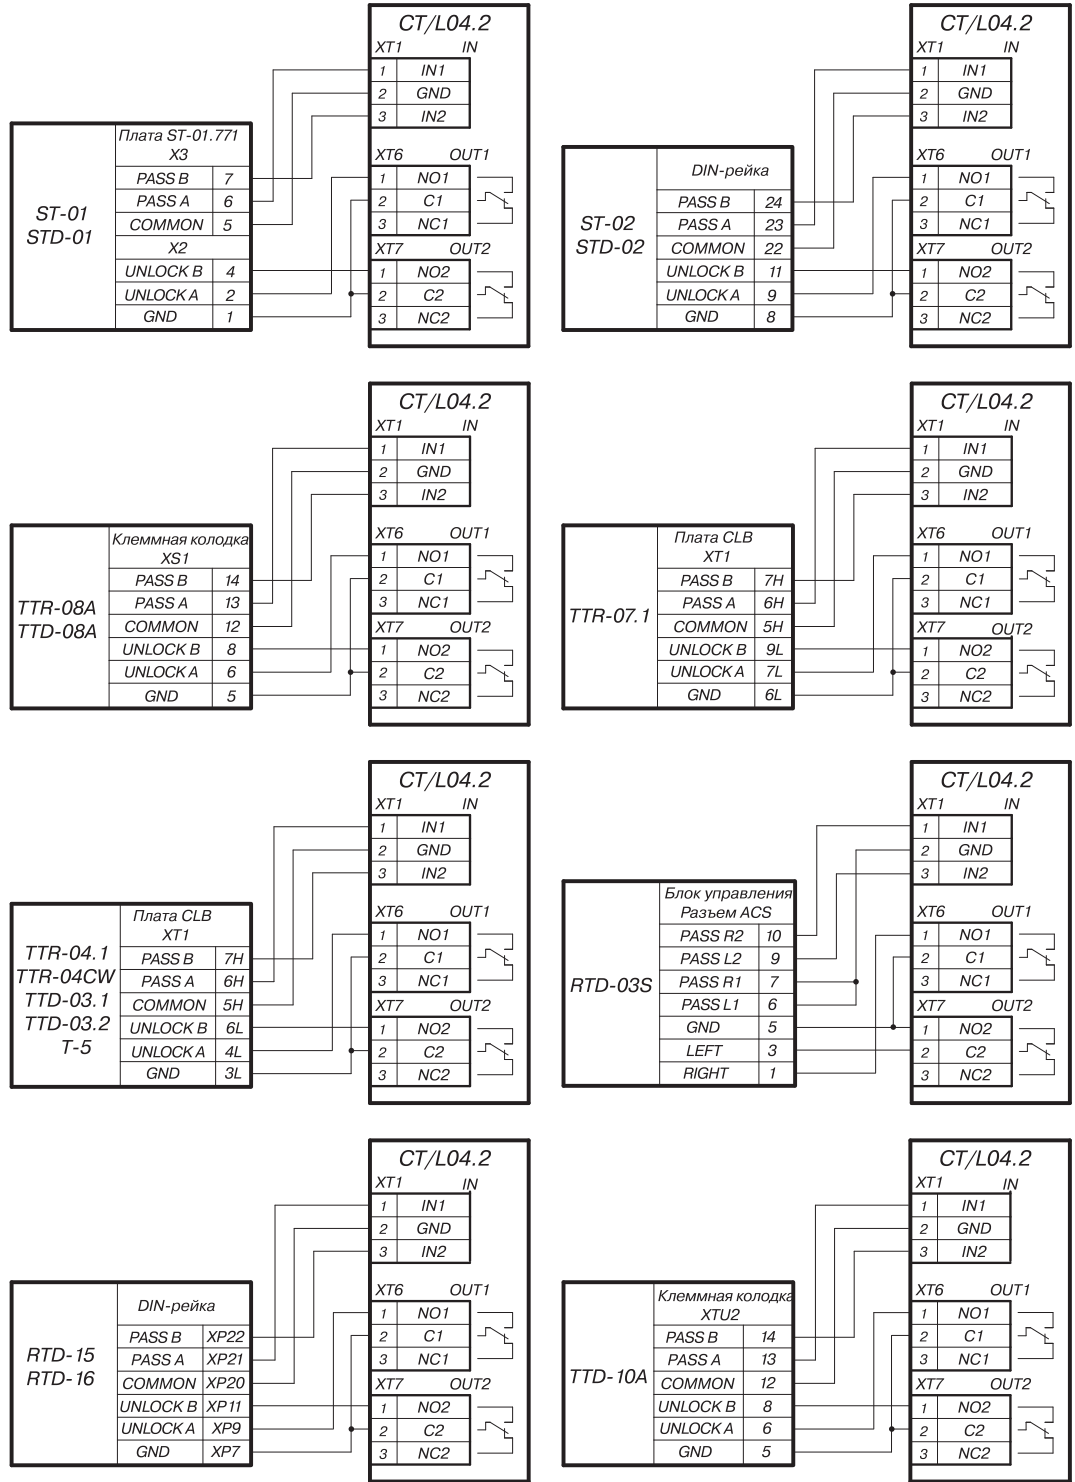 CT/L04.2
XT1 IN
1 IN1
2 GND
3 IN2
XT6 OUT1
1 NO1
2 C1
3 NC1
XT7 OUT2
1 NO2
2 C2
3 NC2
ST-01
STD-01
Плата ST-01.771
X3
PASS B 7
PASS A 6
COMMON 5
X2
UNLOCK B 4
UNLOCK A 2
GND 1
CT/L04.2
XT1 IN
1 IN1
2 GND
3 IN2
XT6 OUT1
1 NO1
2 C1
3 NC1
XT7 OUT2
1 NO2
2 C2
3 NC2
ST-02
STD-02
DIN-рейка
PASS B 24
PASS A 23
COMMON 22
UNLOCK B 11
UNLOCK A 9
GND 8
CT/L04.2
XT1 IN
1 IN1
2 GND
3 IN2
XT6 OUT1
1 NO1
2 C1
3 NC1
XT7 OUT2
1 NO2
2 C2
3 NC2
TTR-08A
TTD-08A
Клеммная колодка
XS1
PASS B 14
PASS A 13
COMMON 12
UNLOCK B 8
UNLOCK A 6
GND 5
CT/L04.2
XT1 IN
1 IN1
2 GND
3 IN2
XT6 OUT1
1 NO1
2 C1
3 NC1
XT7 OUT2
1 NO2
2 C2
3 NC2
TTR-07.1
Плата CLB
XT1
PASS B 7H
PASS A 6H
COMMON 5H
UNLOCK B 9L
UNLOCK A 7L
GND 6L
CT/L04.2
XT1 IN
1 IN1
2 GND
3 IN2
XT6 OUT1
1 NO1
2 C1
3 NC1
XT7 OUT2
1 NO2
2 C2
3 NC2
TTR-04.1
TTR-04CW
TTD-03.1
TTD-03.2
T-5
Плата CLB
XT1
PASS B 7H
PASS A 6H
COMMON 5H
UNLOCK B 6L
UNLOCK A 4L
GND 3L
CT/L04.2
XT1 IN
1 IN1
2 GND
3 IN2
XT6 OUT1
1 NO1
2 C1
3 NC1
XT7 OUT2
1 NO2
2 C2
3 NC2
RTD-03S
Блок управления
Разъем ACS
PASS R2 10
PASS L2 9
PASS R1 7
PASS L1 6
GND 5
LEFT 3
RIGHT 1
CT/L04.2
XT1 IN
1 IN1
2 GND
3 IN2
XT6 OUT1
1 NO1
2 C1
3 NC1
XT7 OUT2
1 NO2
2 C2
3 NC2
RTD-15
RTD-16
DIN-рейка
PASS B XP22
PASS A XP21
COMMON XP20
UNLOCK B XP11
UNLOCK A XP9
GND XP7
CT/L04.2
XT1 IN
1 IN1
2 GND
3 IN2
XT6 OUT1
1 NO1
2 C1
3 NC1
XT7 OUT2
1 NO2
2 C2
3 NC2
TTD-10A
Клеммная колодка
XTU2
PASS B 14
PASS A 13
COMMON 12
UNLOCK B 8
UNLOCK A 6
GND 5